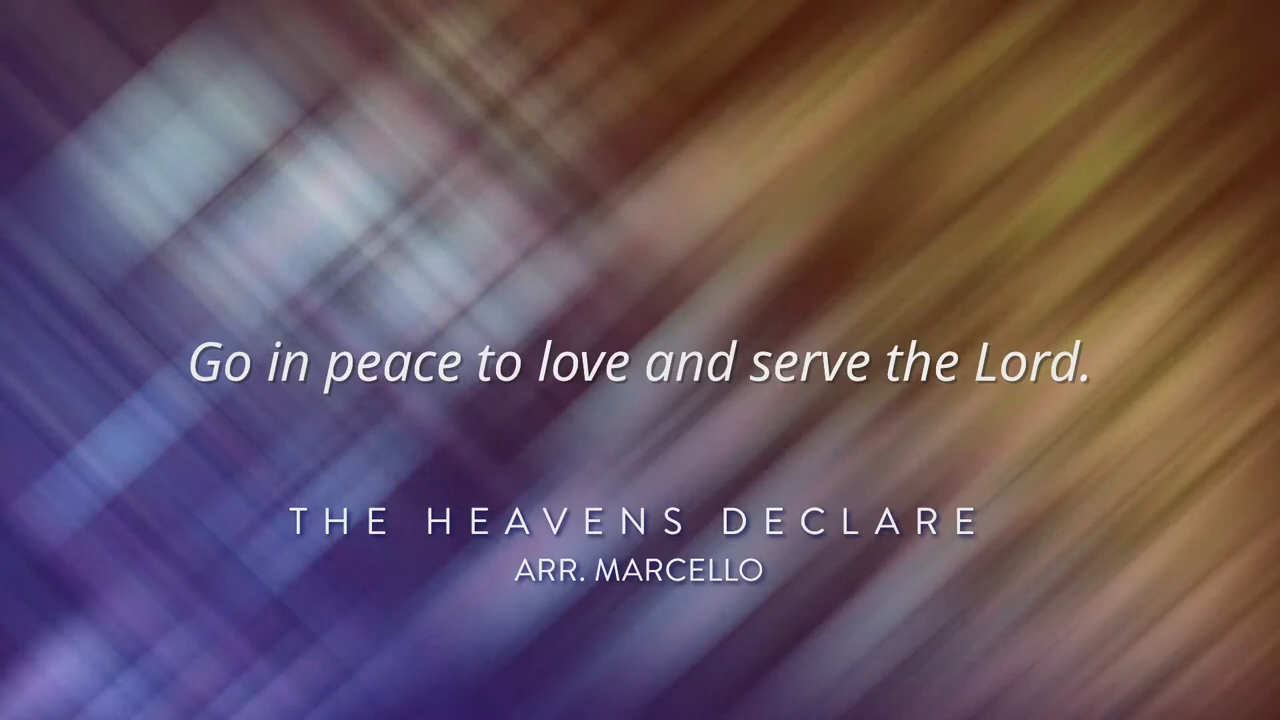 Go in peace to love and serve the Lord.
THE HEAVENS DECLARE
ARR. MARCELLO